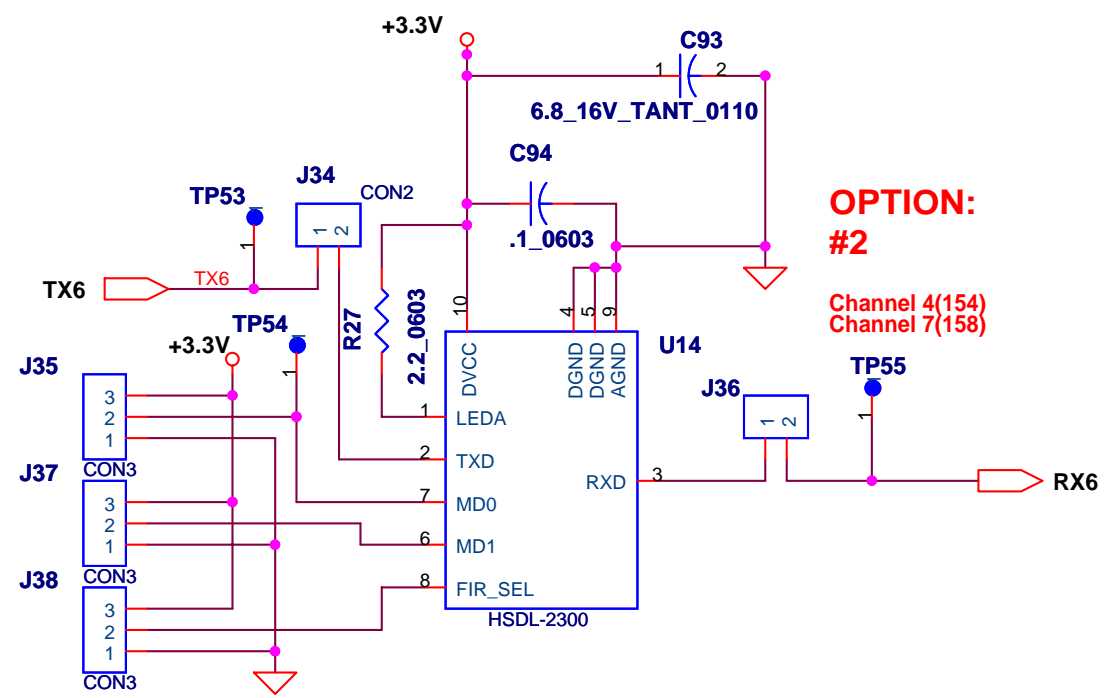 +3.3V
C93
1
2
6.8_16V_TANT_0110
C94
.1_0603
J34
CON2
1
2
TP53
1
TX6
TX6
OPTION:
#2
Channel 4(154)
Channel 7(158)
R27
2.2_0603
TP54
1
+3.3V
J35
3
2
1
CON3
J37
3
2
1
CON3
J38
3
2
1
CON3
10
4
5
9
U14
DVCC
DGND
DGND
AGND
1
LEDA
2
TXD
7
MD0
6
MD1
8
FIR_SEL
RXD
3
HSDL-2300
J36
1
2
TP55
1
RX6